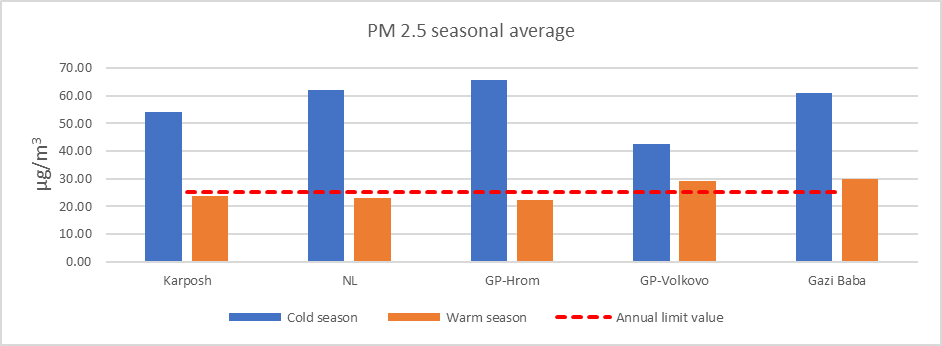 PM 2.5 seasonal average
µg/m³
70.00
60.00
50.00
40.00
30.00
20.00
10.00
0.00
Karposh NL GP-Hrom GP-Volkovo Gazi Baba
Cold season Warm season Annual limit value